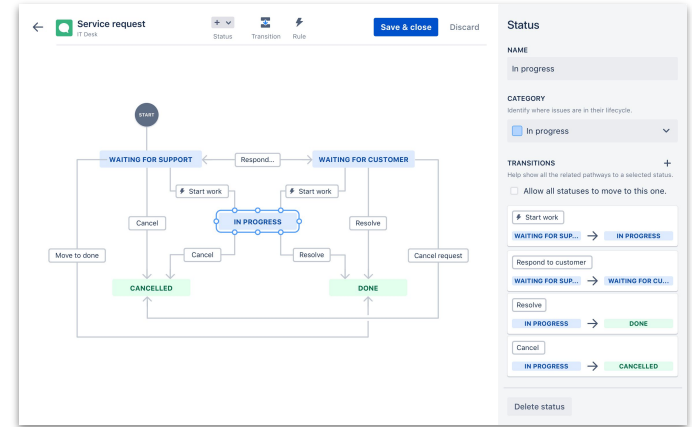 Service request
IT Desk
Status
Transition
Rule
Save & close
Discard
START
WAITING FOR SUPPORT
Respond...
WAITING FOR CUSTOMER
Start work
Start work
Cancel
IN PROGRESS
Resolve
Move to done
Cancel
Resolve
Cancel request
CANCELLED
DONE
Status
NAME
In progress
CATEGORY
Identify where issues are in their lifecycle.
In progress
TRANSITIONS
Help show all the related pathways to a selected status.
Allow all statuses to move to this one.
Start work
WAITING FOR SUP... → IN PROGRESS
Respond to customer
WAITING FOR SUP... → WAITING FOR CU...
Resolve
IN PROGRESS → DONE
Cancel
IN PROGRESS → CANCELLED
Delete status